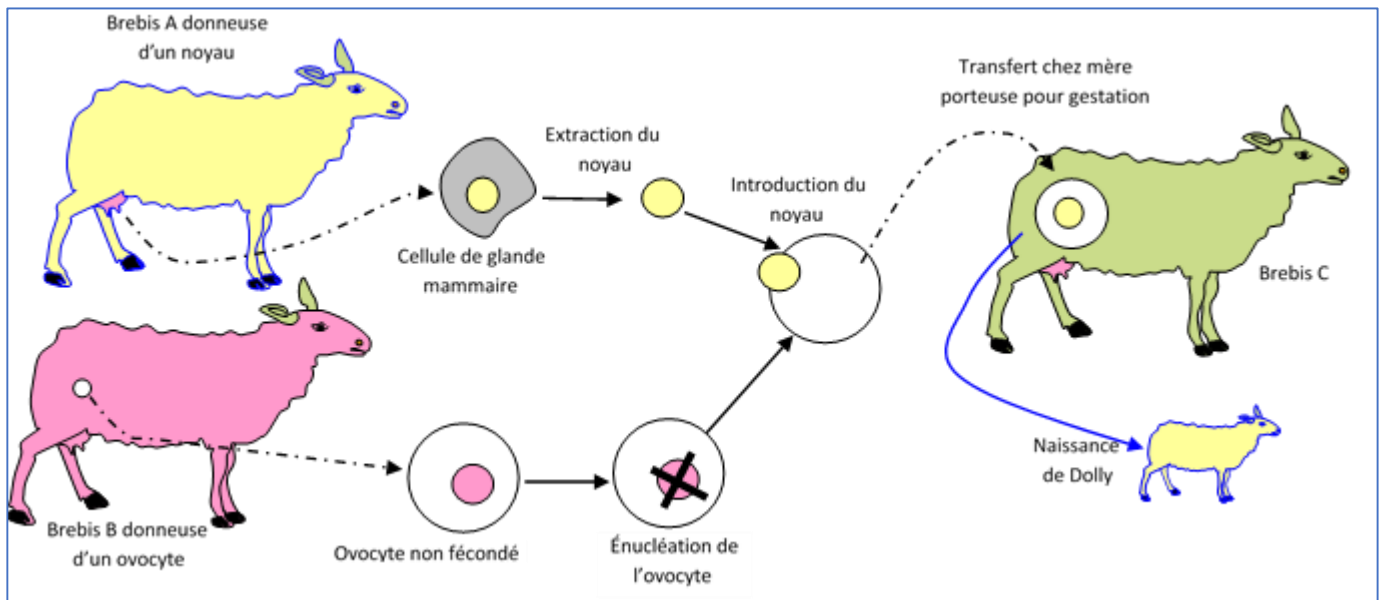 Brebis A donneuse
d'un noyau
Extraction du
noyau
Cellule de glande
mammaire
Introduction du
noyau
Transfert chez mère
porteuse pour gestation
Brebis C
Brebis B donneuse
d'un ovocyte
Ovocyte non fécondé
Énucléation de
l'ovocyte
Naissance
de Dolly